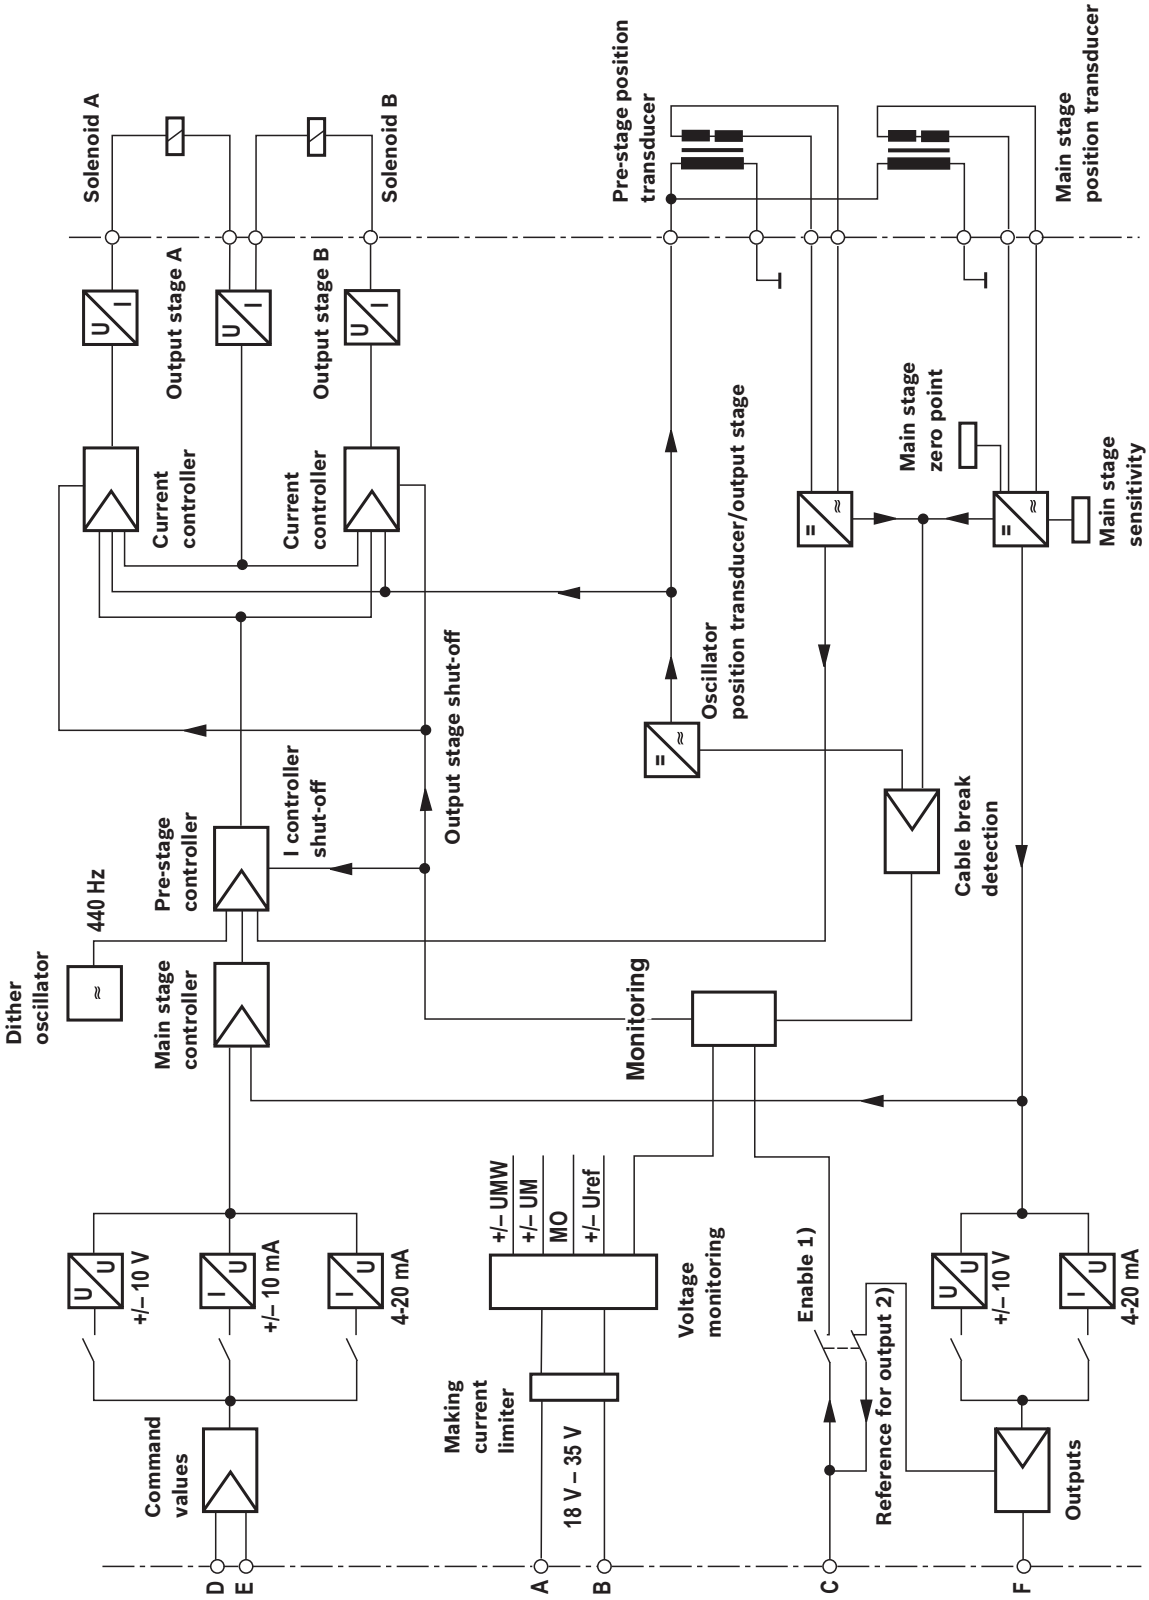 Solenoid A
Solenoid B
Pre-stage position
transducer
Main stage
position transducer
U
I
Output stage A
U
I
Output stage B
U
I
Current
controller
Current
controller
Main stage
zero point
Main stage
sensitivity
=
≈
=
≈
Oscillator
position transducer/output stage
=
≈
Output stage shut-off
I controller
shut-off
Pre-stage
controller
440 Hz
Dither
oscillator
≈
Main stage
controller
Cable break
detection
Monitoring
U
U
+/– 10 V
I
U
+/– 10 mA
I
U
4-20 mA
+/– UMW
+/– UM
MO
+/– Uref
Voltage
monitoring
Making
current
limiter
18 V – 35 V
Enable 1)
Reference for output 2)
U
U
+/– 10 V
I
U
4-20 mA
Command
values
Outputs
D
E
A
B
C
F